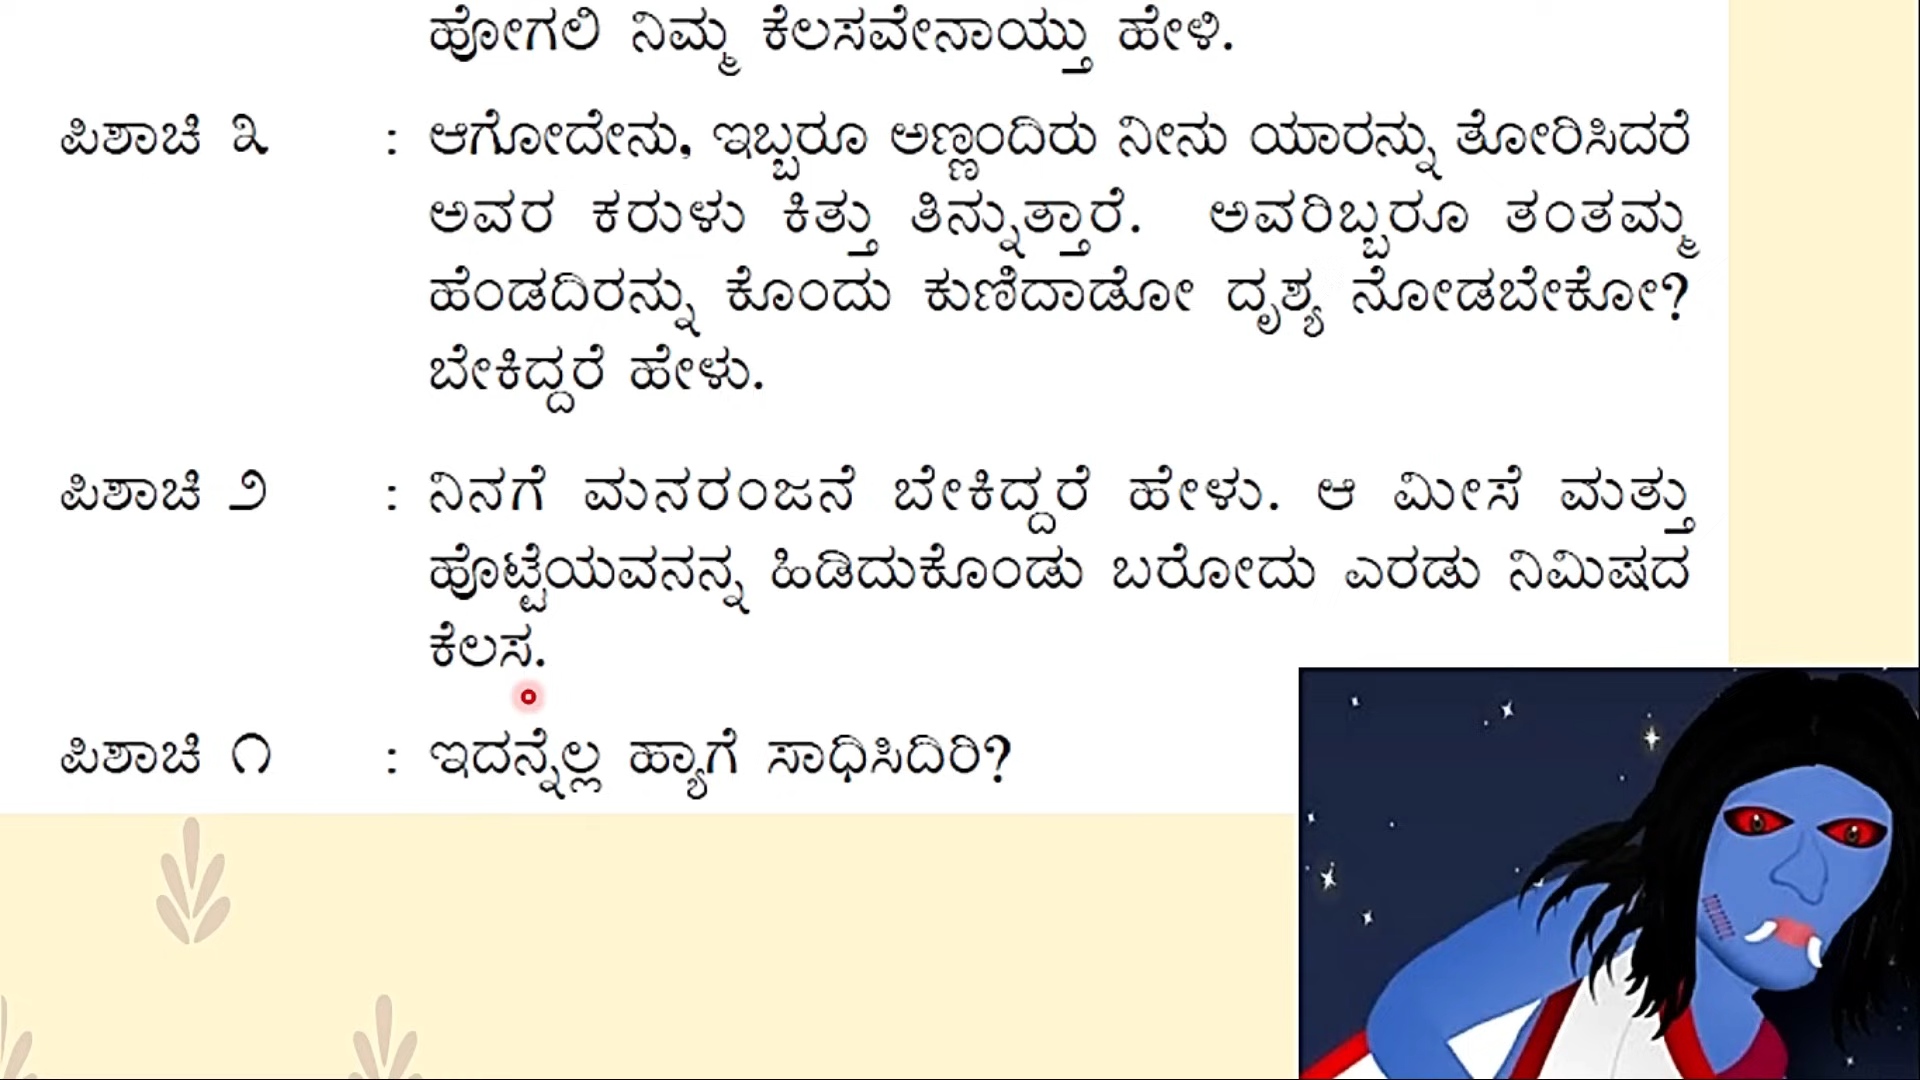 ಹೋಗಲಿ ನಿಮ್ಮ ಕೆಲಸವೇನಾಯ್ತು ಹೇಳಿ.
ಪಿಶಾಚಿ ೩ : ಆಗೋದೇನು, ಇಬ್ಬರೂ ಅಣ್ಣಂದಿರು ನೀನು ಯಾರನ್ನು ತೋರಿಸಿದರೆ
ಅವರ ಕರುಳು ಕಿತ್ತು ತಿನ್ನುತ್ತಾರೆ. ಅವರಿಬ್ಬರೂ ತಂತಮ್ಮ
ಹೆಂಡದಿರನ್ನು ಕೊಂದು ಕುಣಿದಾಡೋ ದೃಶ್ಯ ನೋಡಬೇಕೋ?
ಬೇಕಿದ್ದರೆ ಹೇಳು.
ಪಿಶಾಚಿ ೨ : ನಿನಗೆ ಮನರಂಜನೆ ಬೇಕಿದ್ದರೆ ಹೇಳು. ಆ ಮೀಸೆ ಮತ್ತು
ಹೊಟ್ಟೆಯವನನ್ನ ಹಿಡಿದುಕೊಂಡು ಬರೋದು ಎರಡು ನಿಮಿಷದ
ಕೆಲಸ.
ಪಿಶಾಚಿ ೧ : ಇದನ್ನೆಲ್ಲ ಹ್ಯಾಗೆ ಸಾಧಿಸಿದಿರಿ?